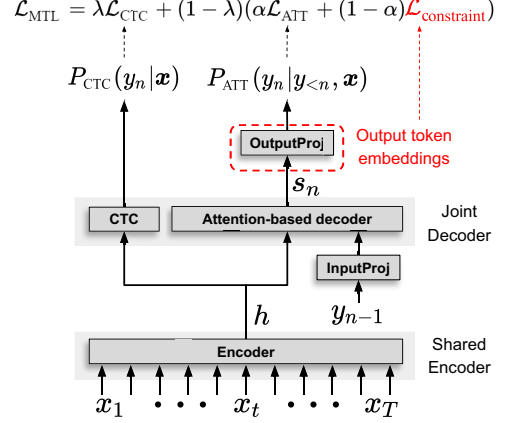 ℒ_MTL = λℒ_CTC + (1 − λ)(αℒ_ATT + (1 − α)ℒ_constraint)
P_CTC(y_n|x) P_ATT(y_n|y_{<n}, x)
OutputProj
Output token
embeddings
s_n
CTC
Attention-based decoder
Joint
Decoder
InputProj
h
y_{n−1}
Encoder
Shared
Encoder
x_1 · · · x_t · · · x_T